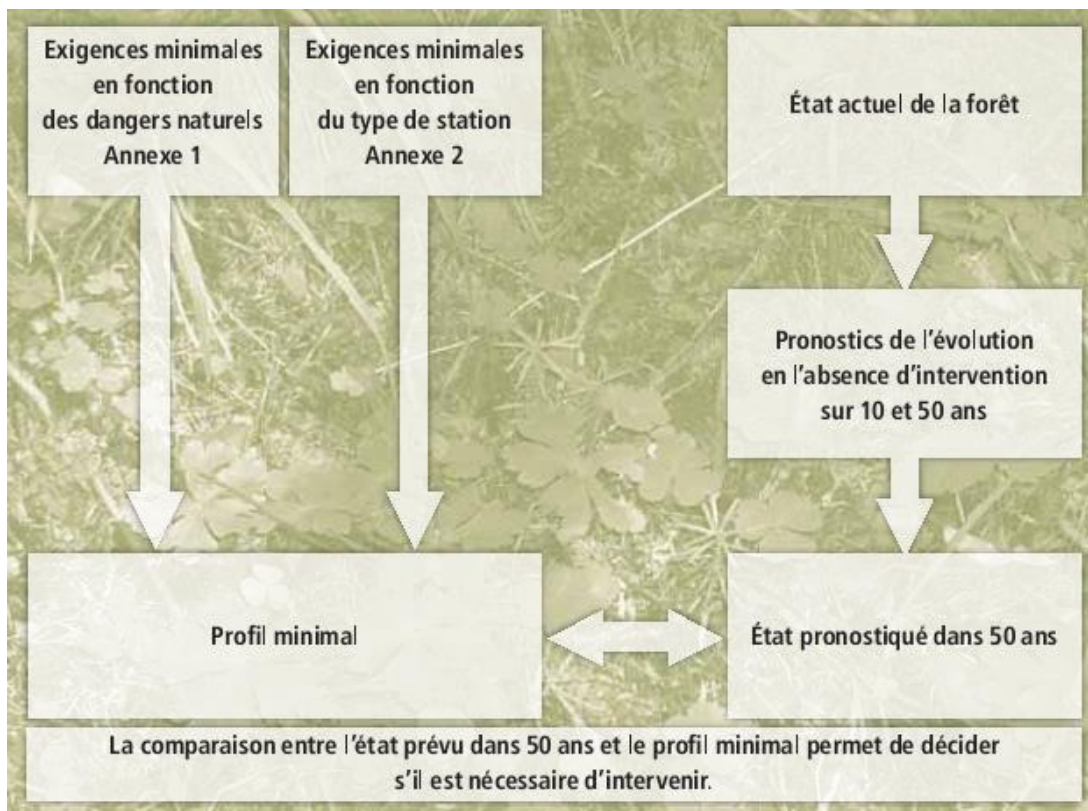 Exigences minimales
en fonction
des dangers naturels
Annexe 1
Exigences minimales
en fonction
du type de station
Annexe 2
État actuel de la forêt
Pronostics de l’évolution
en l’absence d’intervention
sur 10 et 50 ans
Profil minimal
État pronostiqué dans 50 ans
La comparaison entre l’état prévu dans 50 ans et le profil minimal permet de décider
s’il est nécessaire d’intervenir.